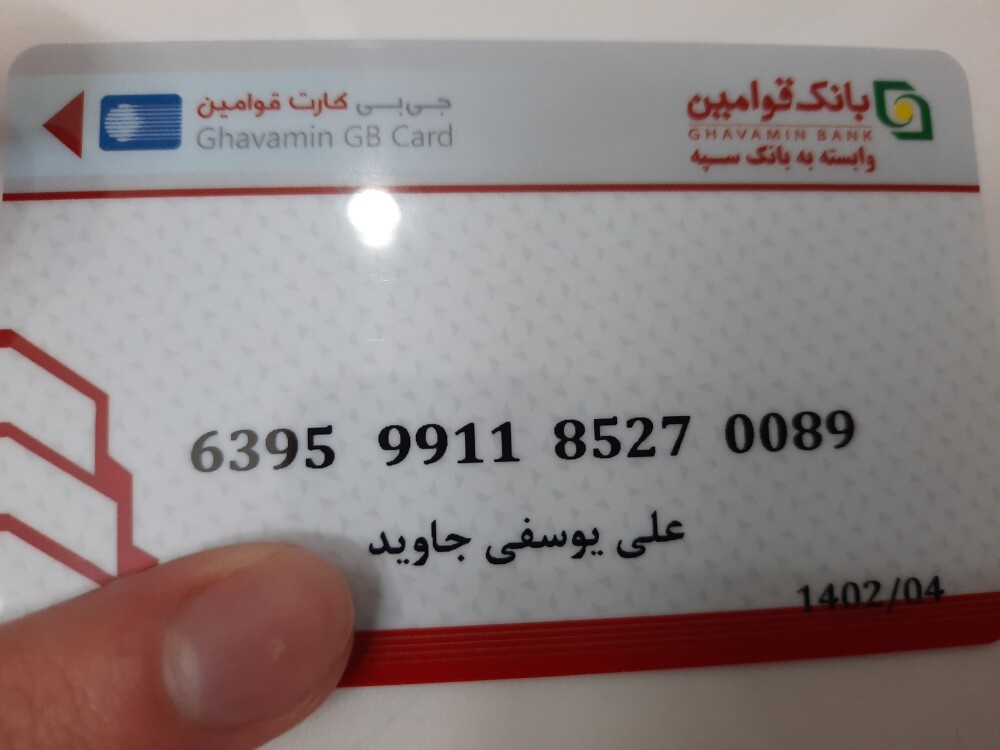 بانک قوامین
GHAVAMIN BANK
وابسته به بانک سپه
جی‌بی کارت قوامین
Ghavamin GB Card
6395 9911 8527 0089
علی یوسفی جاوید
1402/04